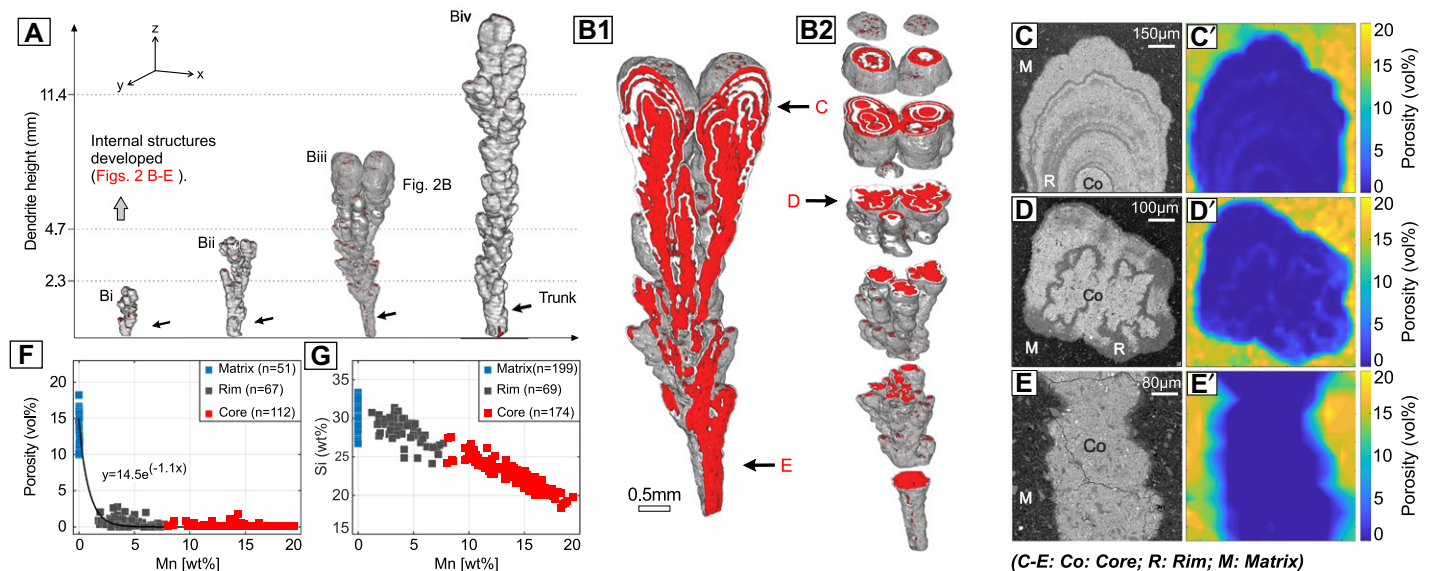 A
z
x
y
Dendrite height (mm)
11.4
4.7
2.3
Internal structures
developed
(Figs. 2 B-E ).
Bi
Bii
Biii
Biv
Fig. 2B
Trunk
B1
0.5mm
C
D
E
B2
C
150µm
M
R
Co
C′
20
15
10
5
0
Porosity (vol%)
D
100µm
Co
M
R
D′
20
15
10
5
0
Porosity (vol%)
E
80µm
Co
M
E′
20
15
10
5
0
Porosity (vol%)
(C-E: Co: Core; R: Rim; M: Matrix)
F
Matrix (n=51)
Rim (n=67)
Core (n=112)
y=14.5e(-1.1x)
Porosity (vol%)
20
15
10
5
0
0
5
10
15
20
Mn [wt%]
G
Matrix(n=199)
Rim (n=69)
Core (n=174)
Si (wt%)
35
30
25
20
15
0
5
10
15
20
Mn [wt%]